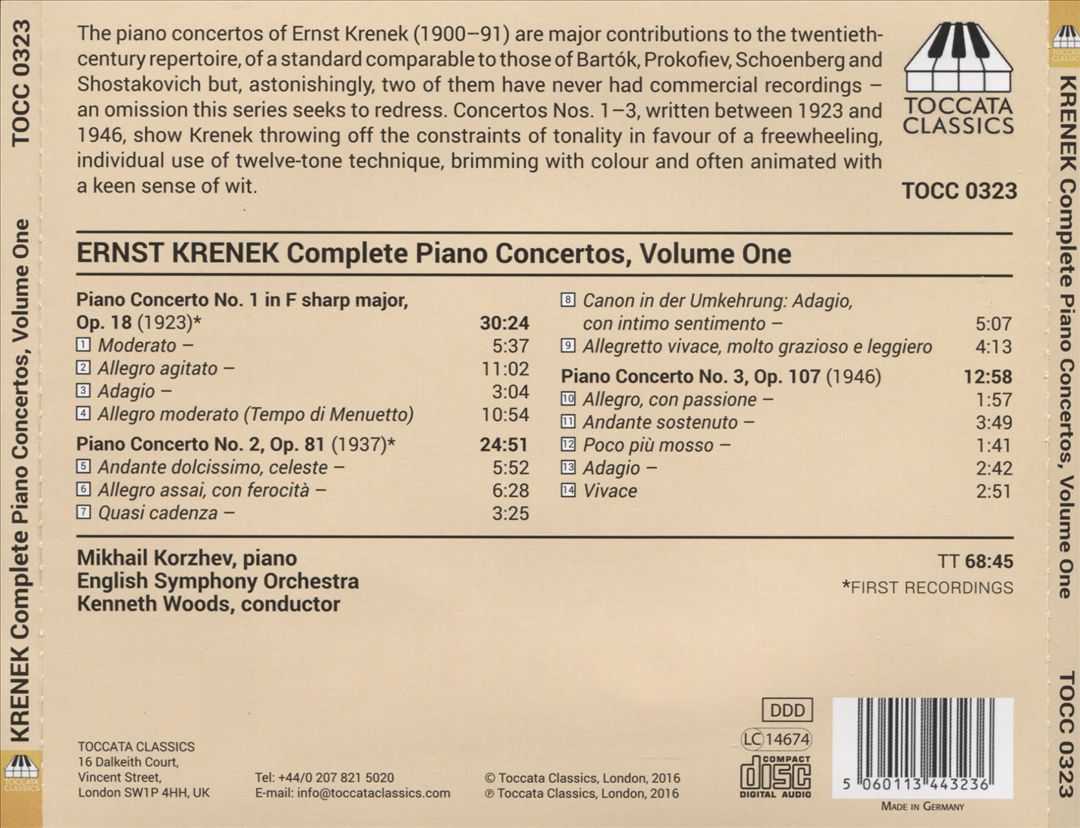 The piano concertos of Ernst Krenek (1900–91) are major contributions to the twentieth-
century repertoire, of a standard comparable to those of Bartók, Prokofiev, Schoenberg and
Shostakovich but, astonishingly, two of them have never had commercial recordings –
an omission this series seeks to redress. Concertos Nos. 1–3, written between 1923 and
1946, show Krenek throwing off the constraints of tonality in favour of a freewheeling,
individual use of twelve-tone technique, brimming with colour and often animated with
a keen sense of wit.
TOCCATA
CLASSICS
TOCC 0323
ERNST KRENEK Complete Piano Concertos, Volume One
Piano Concerto No. 1 in F sharp major,
Op. 18 (1923)* 30:24
1 Moderato – 5:37
2 Allegro agitato – 11:02
3 Adagio – 3:04
4 Allegro moderato (Tempo di Menuetto) 10:54
Piano Concerto No. 2, Op. 81 (1937)* 24:51
5 Andante dolcissimo, celeste – 5:52
6 Allegro assai, con ferocità – 6:28
7 Quasi cadenza – 3:25
8 Canon in der Umkehrung: Adagio,
con intimo sentimento – 5:07
9 Allegretto vivace, molto grazioso e leggiero 4:13
Piano Concerto No. 3, Op. 107 (1946) 12:58
10 Allegro, con passione – 1:57
11 Andante sostenuto – 3:49
12 Poco più mosso – 1:41
13 Adagio – 2:42
14 Vivace 2:51
Mikhail Korzhev, piano
English Symphony Orchestra
Kenneth Woods, conductor
TT 68:45
*FIRST RECORDINGS
TOCCATA CLASSICS
16 Dalkeith Court,
Vincent Street,
London SW1P 4HH, UK
Tel: +44/0 207 821 5020
E-mail: info@toccataclassics.com
© Toccata Classics, London, 2016
℗ Toccata Classics, London, 2016
DDD
LC 14674
COMPACT
disc
DIGITAL AUDIO
5 060113 443236
MADE IN GERMANY
TOCC 0323
KRENEK Complete Piano Concertos, Volume One
TOCCATA
CLASSICS
TOCCATA
CLASSICS
KRENEK Complete Piano Concertos, Volume One
TOCC 0323